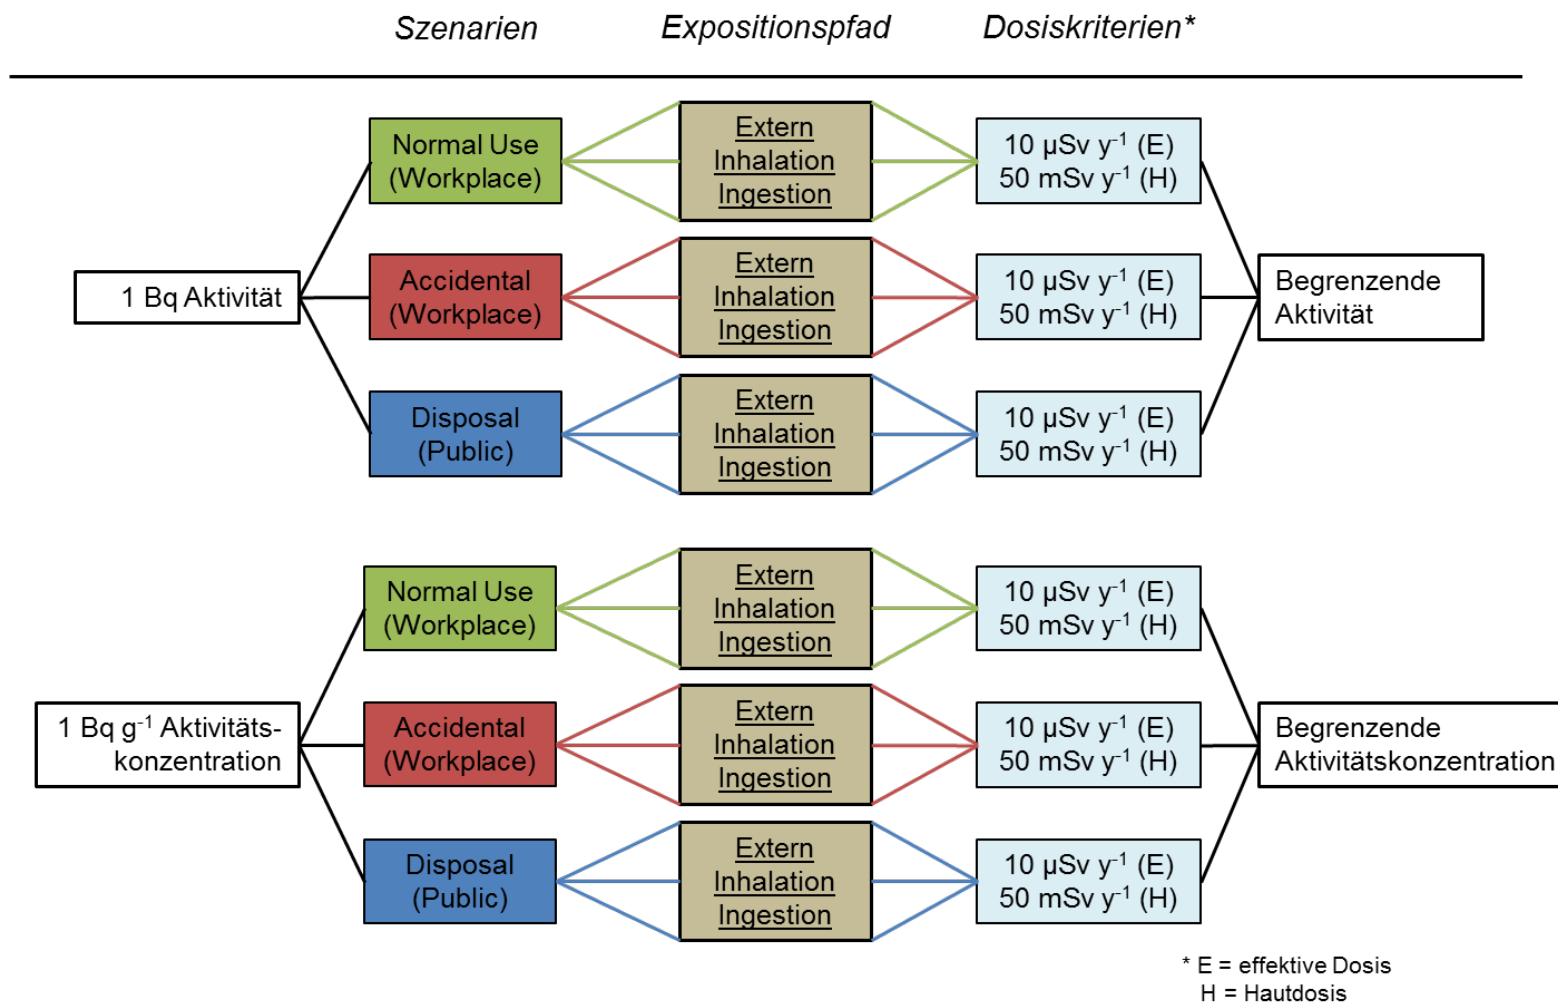 Szenarien Expositionspfad Dosiskriterien*
Normal Use
(Workplace)
Extern
Inhalation
Ingestion
10 µSv y⁻¹ (E)
50 mSv y⁻¹ (H)
1 Bq Aktivität
Accidental
(Workplace)
Extern
Inhalation
Ingestion
10 µSv y⁻¹ (E)
50 mSv y⁻¹ (H)
Begrenzende
Aktivität
Disposal
(Public)
Extern
Inhalation
Ingestion
10 µSv y⁻¹ (E)
50 mSv y⁻¹ (H)
Normal Use
(Workplace)
Extern
Inhalation
Ingestion
10 µSv y⁻¹ (E)
50 mSv y⁻¹ (H)
1 Bq g⁻¹ Aktivitäts-
konzentration
Accidental
(Workplace)
Extern
Inhalation
Ingestion
10 µSv y⁻¹ (E)
50 mSv y⁻¹ (H)
Begrenzende
Aktivitätskonzentration
Disposal
(Public)
Extern
Inhalation
Ingestion
10 µSv y⁻¹ (E)
50 mSv y⁻¹ (H)
* E = effektive Dosis
H = Hautdosis